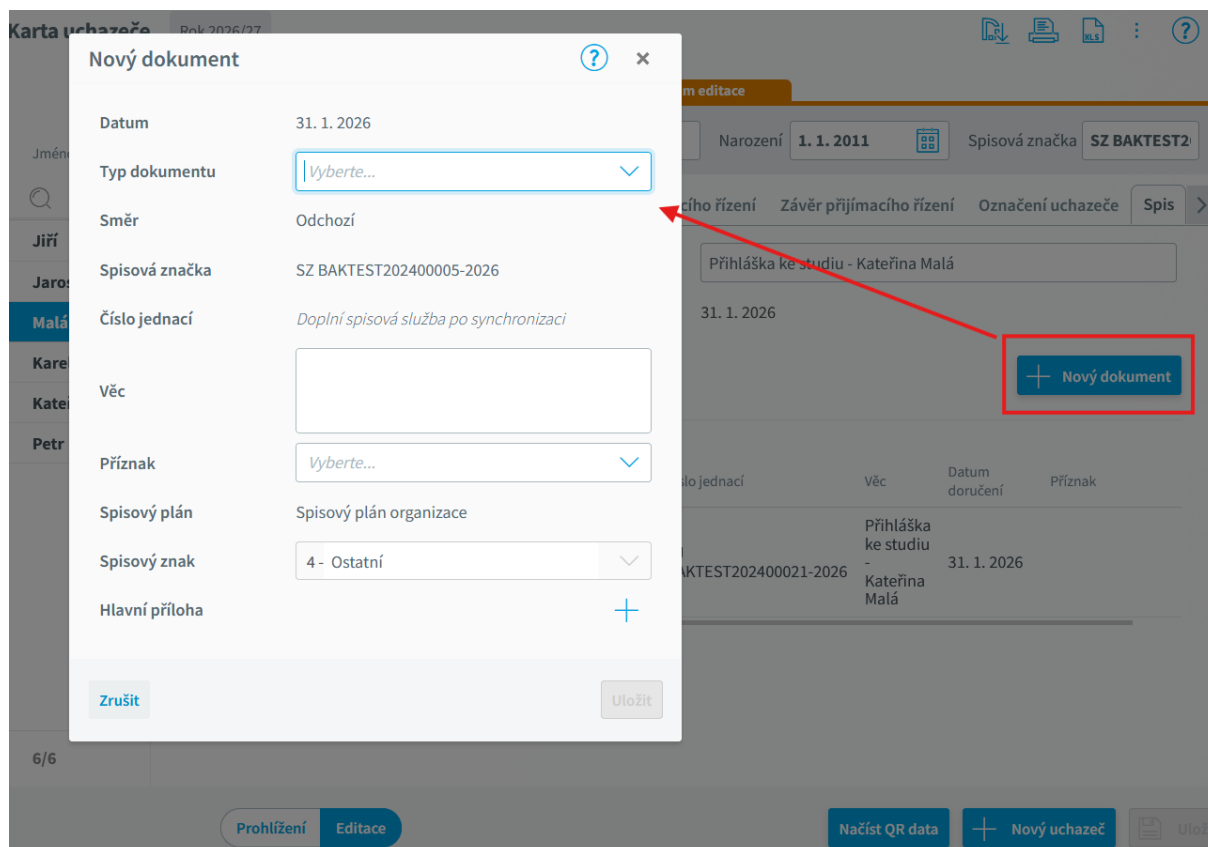 Karta uchazeče Rok 2026/27
XLS
?
Nový dokument
?
Datum
31. 1. 2026
Typ dokumentu
Vyberte...
Směr
Odchozí
Spisová značka
SZ BAKTEST202400005-2026
Číslo jednací
Doplní spisová služba po synchronizaci
Věc
Příznak
Vyberte...
Spisový plán
Spisový plán organizace
Spisový znak
4 - Ostatní
Hlavní příloha
Zrušit
Uložit
m editace
Narození
1. 1. 2011
Spisová značka
SZ BAKTEST2
cího řízení
Závěr přijímacího řízení
Označení uchazeče
Spis
Přihláška ke studiu - Kateřina Malá
31. 1. 2026
Nový dokument
lo jednací
Věc
Datum
doručení
Příznak
AKTEST202400021-2026
Přihláška
ke studiu
-
Kateřina
Malá
31. 1. 2026
Jmén
Jiří
Jaros
Malá
Kare
Kateř
Petr
6/6
Prohlížení
Editace
Načíst QR data
Nový uchazeč
Ulož